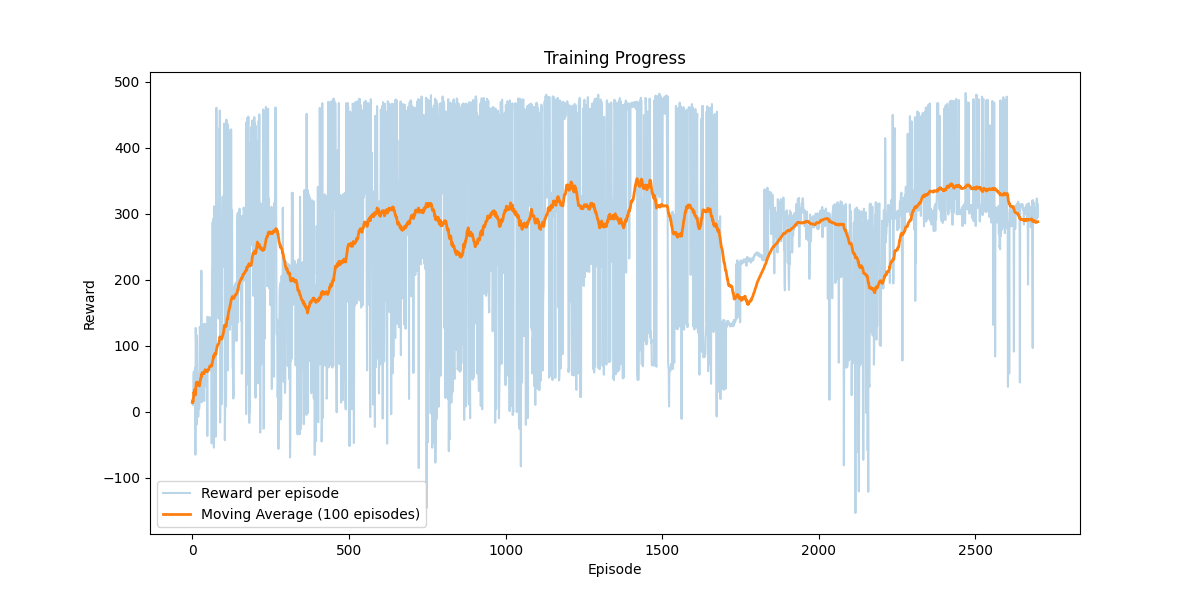 Training Progress
500
400
300
200
100
0
−100
Reward
Reward per episode
Moving Average (100 episodes)
0
500
1000
1500
2000
2500
Episode